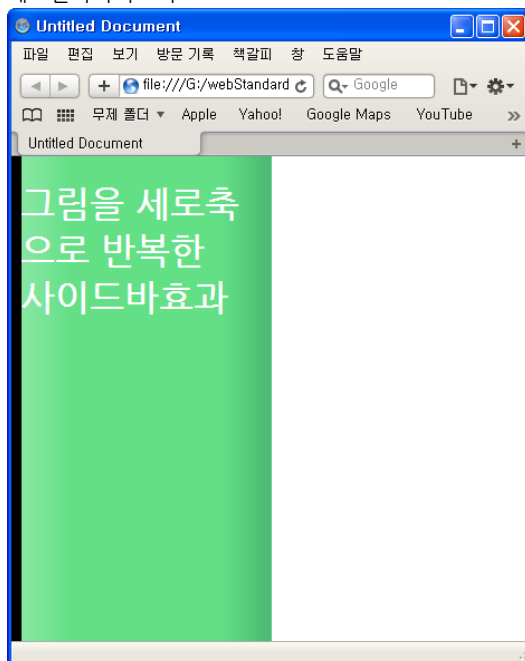 Untitled Document
파일 편집 보기 방문 기록 책갈피 창 도움말
file:///G:/webStandard Google
무제 폴더 Apple Yahoo! Google Maps YouTube
Untitled Document
그림을 세로축
으로 반복한
사이드바효과